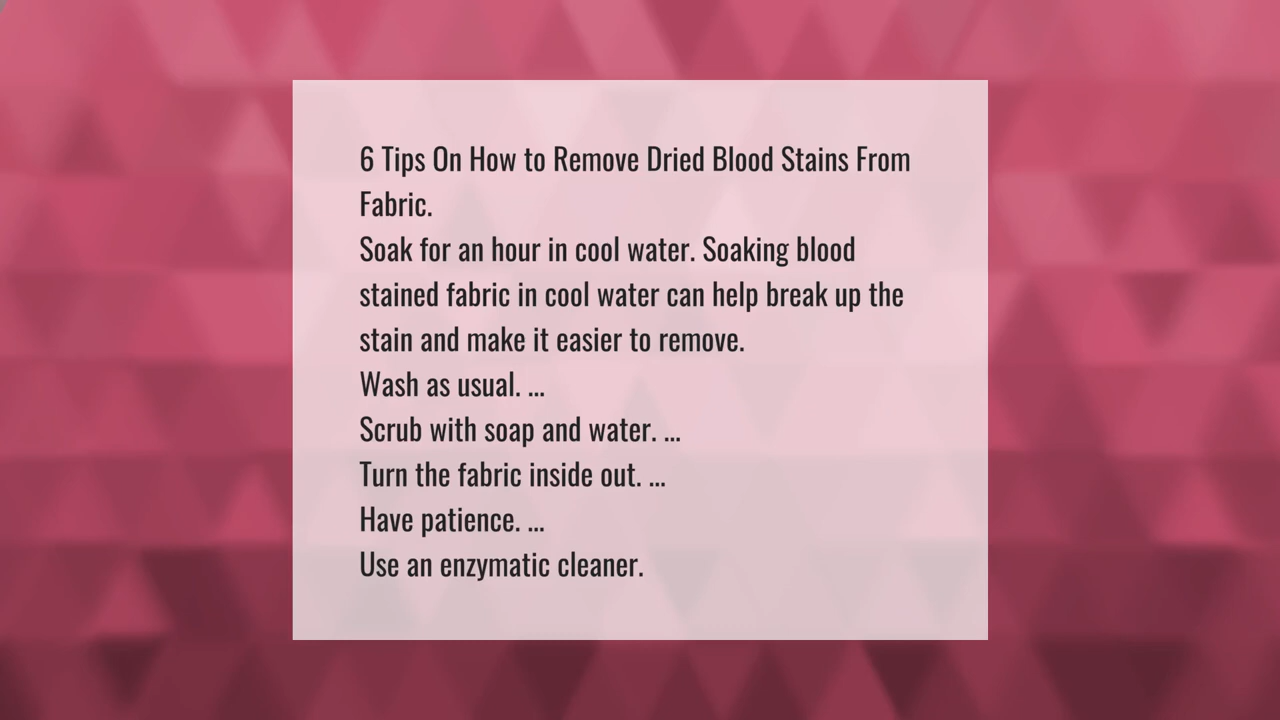 6 Tips On How to Remove Dried Blood Stains From
Fabric.
Soak for an hour in cool water. Soaking blood
stained fabric in cool water can help break up the
stain and make it easier to remove.
Wash as usual. ...
Scrub with soap and water. ...
Turn the fabric inside out. ...
Have patience. ...
Use an enzymatic cleaner.